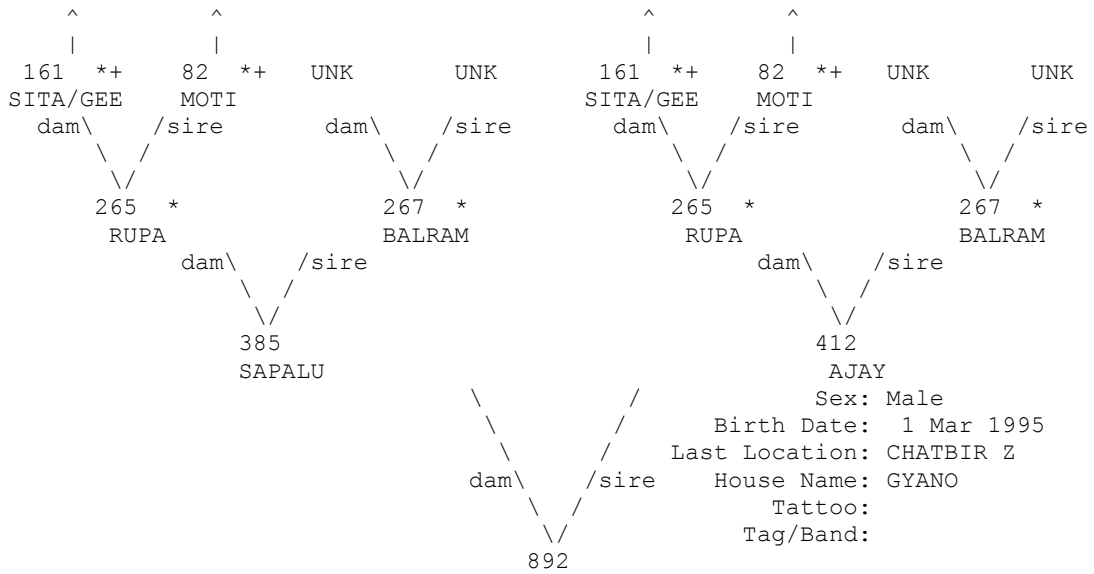 ^ ^ ^ ^
| | | |
161 *+ 82 *+ UNK UNK 161 *+ 82 *+ UNK UNK
SITA/GEE MOTI SITA/GEE MOTI
dam\ /sire dam\ /sire dam\ /sire dam\ /sire
\ / \ / \ / \ /
\/ \/ \/ \/
265 * 267 * 265 * 267 *
RUPA BALRAM RUPA BALRAM
dam\ /sire dam\ /sire
\ / \ /
\/ \/
385 412
SAPALU AJAY
\ / Sex: Male
\ / Birth Date: 1 Mar 1995
\ / Last Location: CHATBIR Z
dam\ /sire House Name: GYANO
\ / Tattoo:
\/ Tag/Band:
892